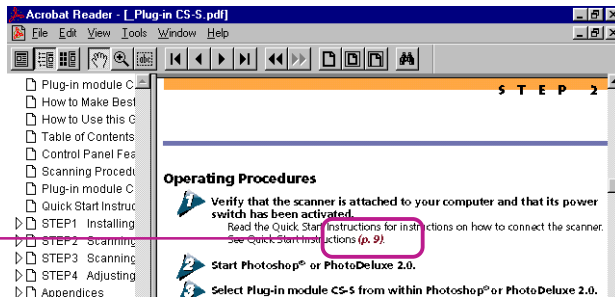 Acrobat Reader - [_Plug-in CS-S.pdf]
File Edit View Tools Window Help
abc
Plug-in module C
How to Make Best
How to Use this G
Table of Contents
Control Panel Fea
Scanning Procedu
Plug-in module C
Quick Start Instruc
STEP1 Installing
STEP2 Scanning
STEP3 Scanning
STEP4 Adjusting
Appendices
STEP 2
Operating Procedures
1 Verify that the scanner is attached to your computer and that its power
switch has been activated.
Read the Quick Start Instructions for instructions on how to connect the scanner.
See Quick Start Instructions (p. 9).
2 Start Photoshop® or PhotoDeluxe 2.0.
3 Select Plug-in module CS-S from within Photoshop® or PhotoDeluxe 2.0.